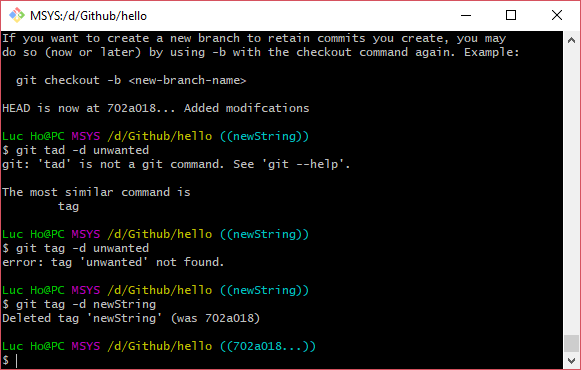 MSYS:/d/Github/hello
If you want to create a new branch to retain commits you create, you may
do so (now or later) by using -b with the checkout command again. Example:
git checkout -b <new-branch-name>
HEAD is now at 702a018... Added modifcations
Luc Ho@PC MSYS /d/Github/hello ((newString))
$ git tad -d unwanted
git: 'tad' is not a git command. See 'git --help'.
The most similar command is
tag
Luc Ho@PC MSYS /d/Github/hello ((newString))
$ git tag -d unwanted
error: tag 'unwanted' not found.
Luc Ho@PC MSYS /d/Github/hello ((newString))
$ git tag -d newString
Deleted tag 'newString' (was 702a018)
Luc Ho@PC MSYS /d/Github/hello ((702a018...))
$